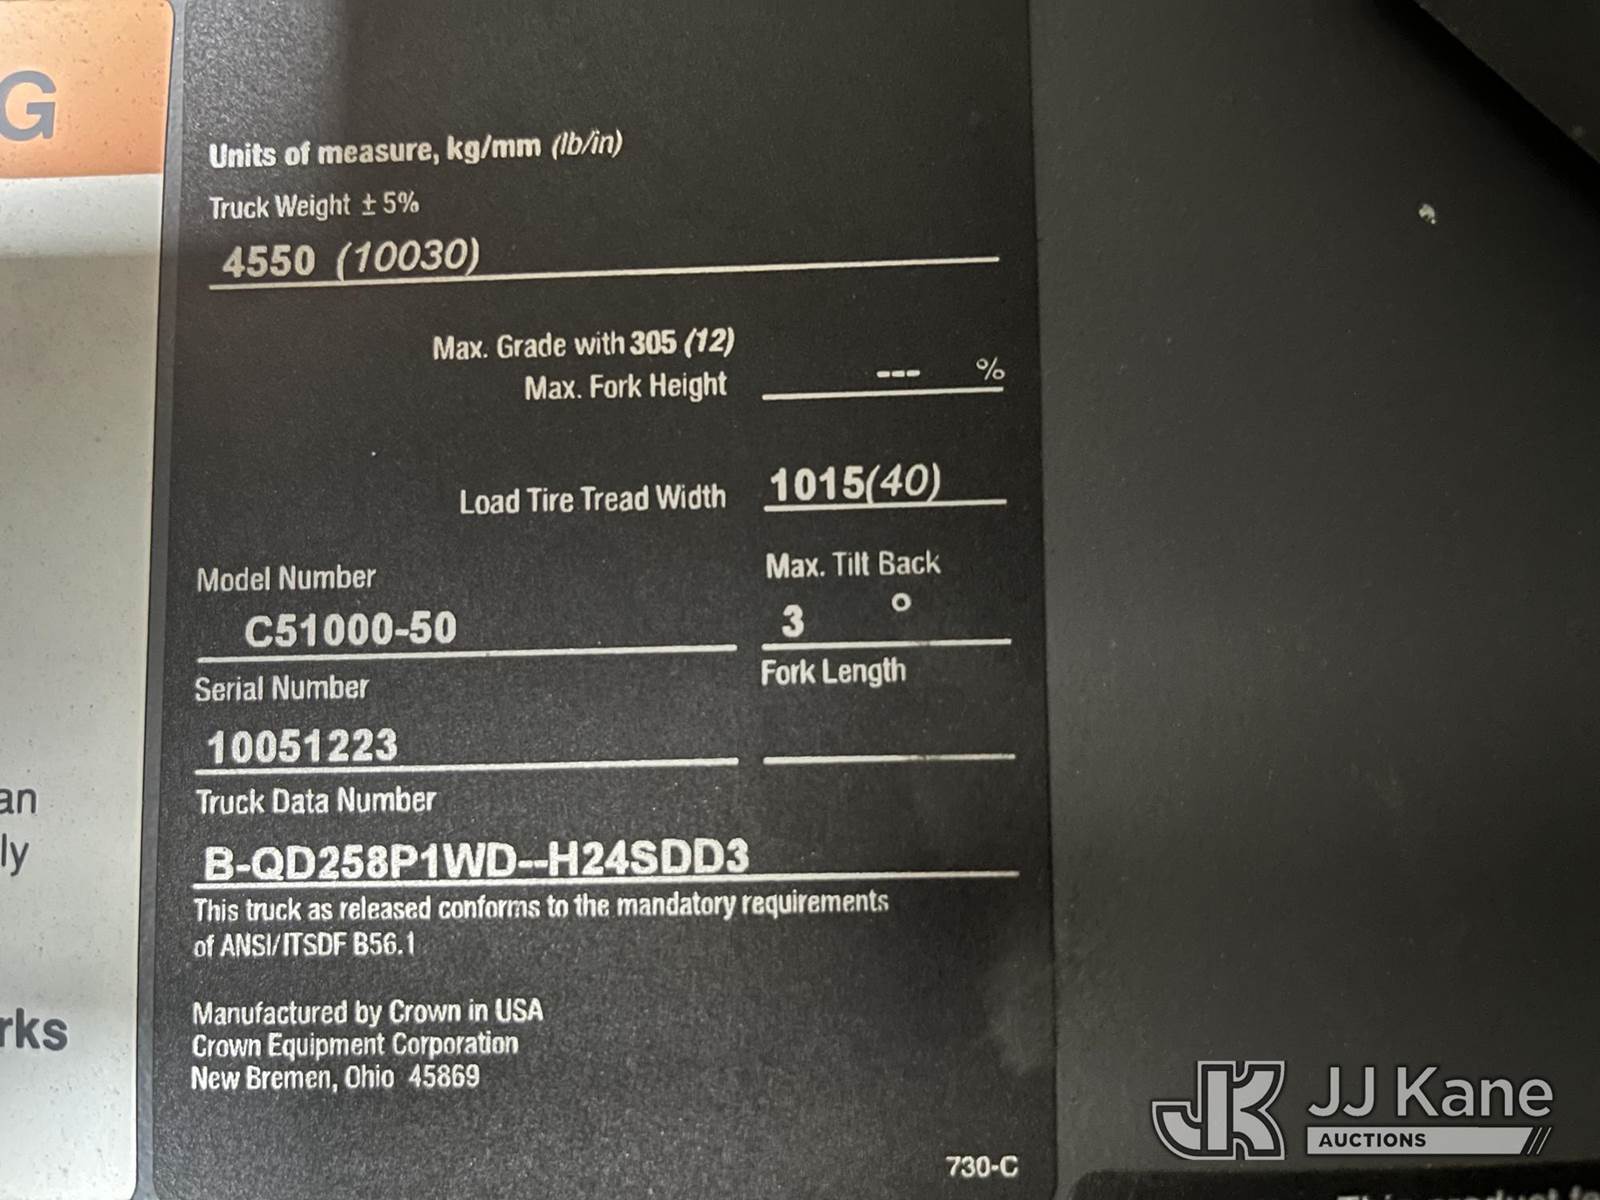 G
an
ly
rks
Units of measure, kg/mm (lb/in)
Truck Weight ± 5%
4550 (10030)
Max. Grade with 305 (12)
Max. Fork Height --- %
Load Tire Tread Width 1015(40)
Model Number
C51000-50
Max. Tilt Back
3 °
Serial Number
10051223
Fork Length
Truck Data Number
B-QD258P1WD--H24SDD3
This truck as released conforms to the mandatory requirements
of ANSI/ITSDF B56.1
Manufactured by Crown in USA
Crown Equipment Corporation
New Bremen, Ohio 45869
730-C
JK JJ Kane
AUCTIONS